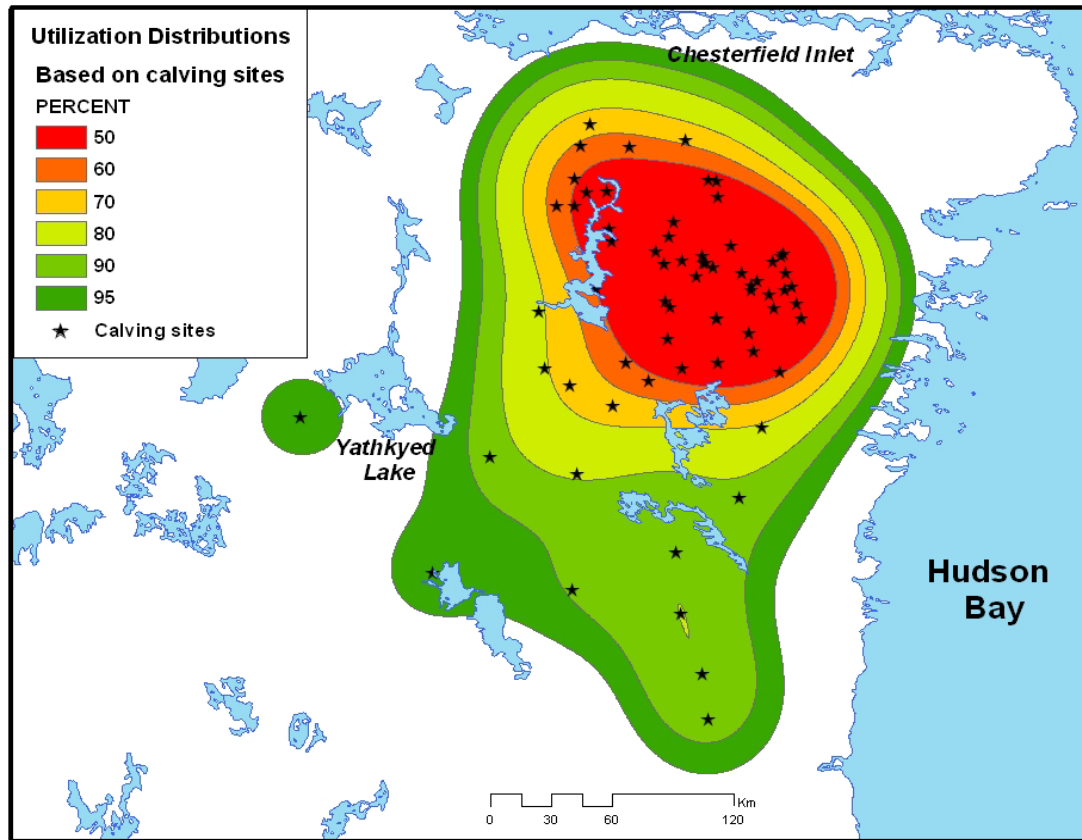 Utilization Distributions
Based on calving sites
PERCENT
50
60
70
80
90
95
Calving sites
Chesterfield Inlet
Yathkyed
Lake
Hudson
Bay
0 30 60 120
Km